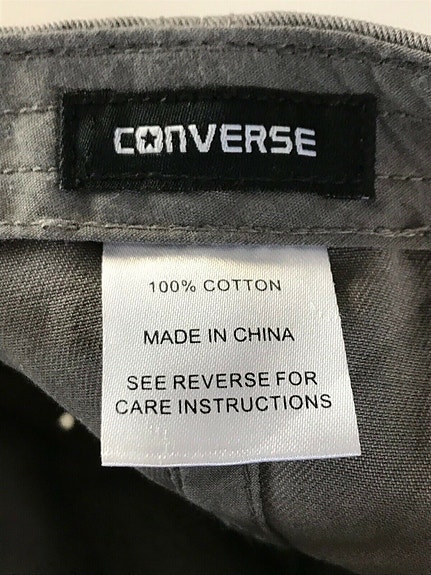 CONVERSE
100% COTTON
MADE IN CHINA
SEE REVERSE FOR
CARE INSTRUCTIONS